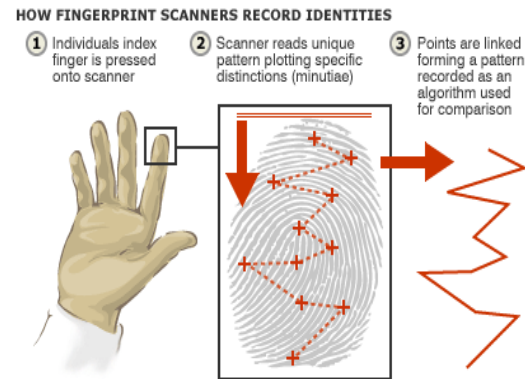 HOW FINGERPRINT SCANNERS RECORD IDENTITIES
1 Individuals index
finger is pressed
onto scanner
2 Scanner reads unique
pattern plotting specific
distinctions (minutiae)
3 Points are linked
forming a pattern
recorded as an
algorithm used
for comparison